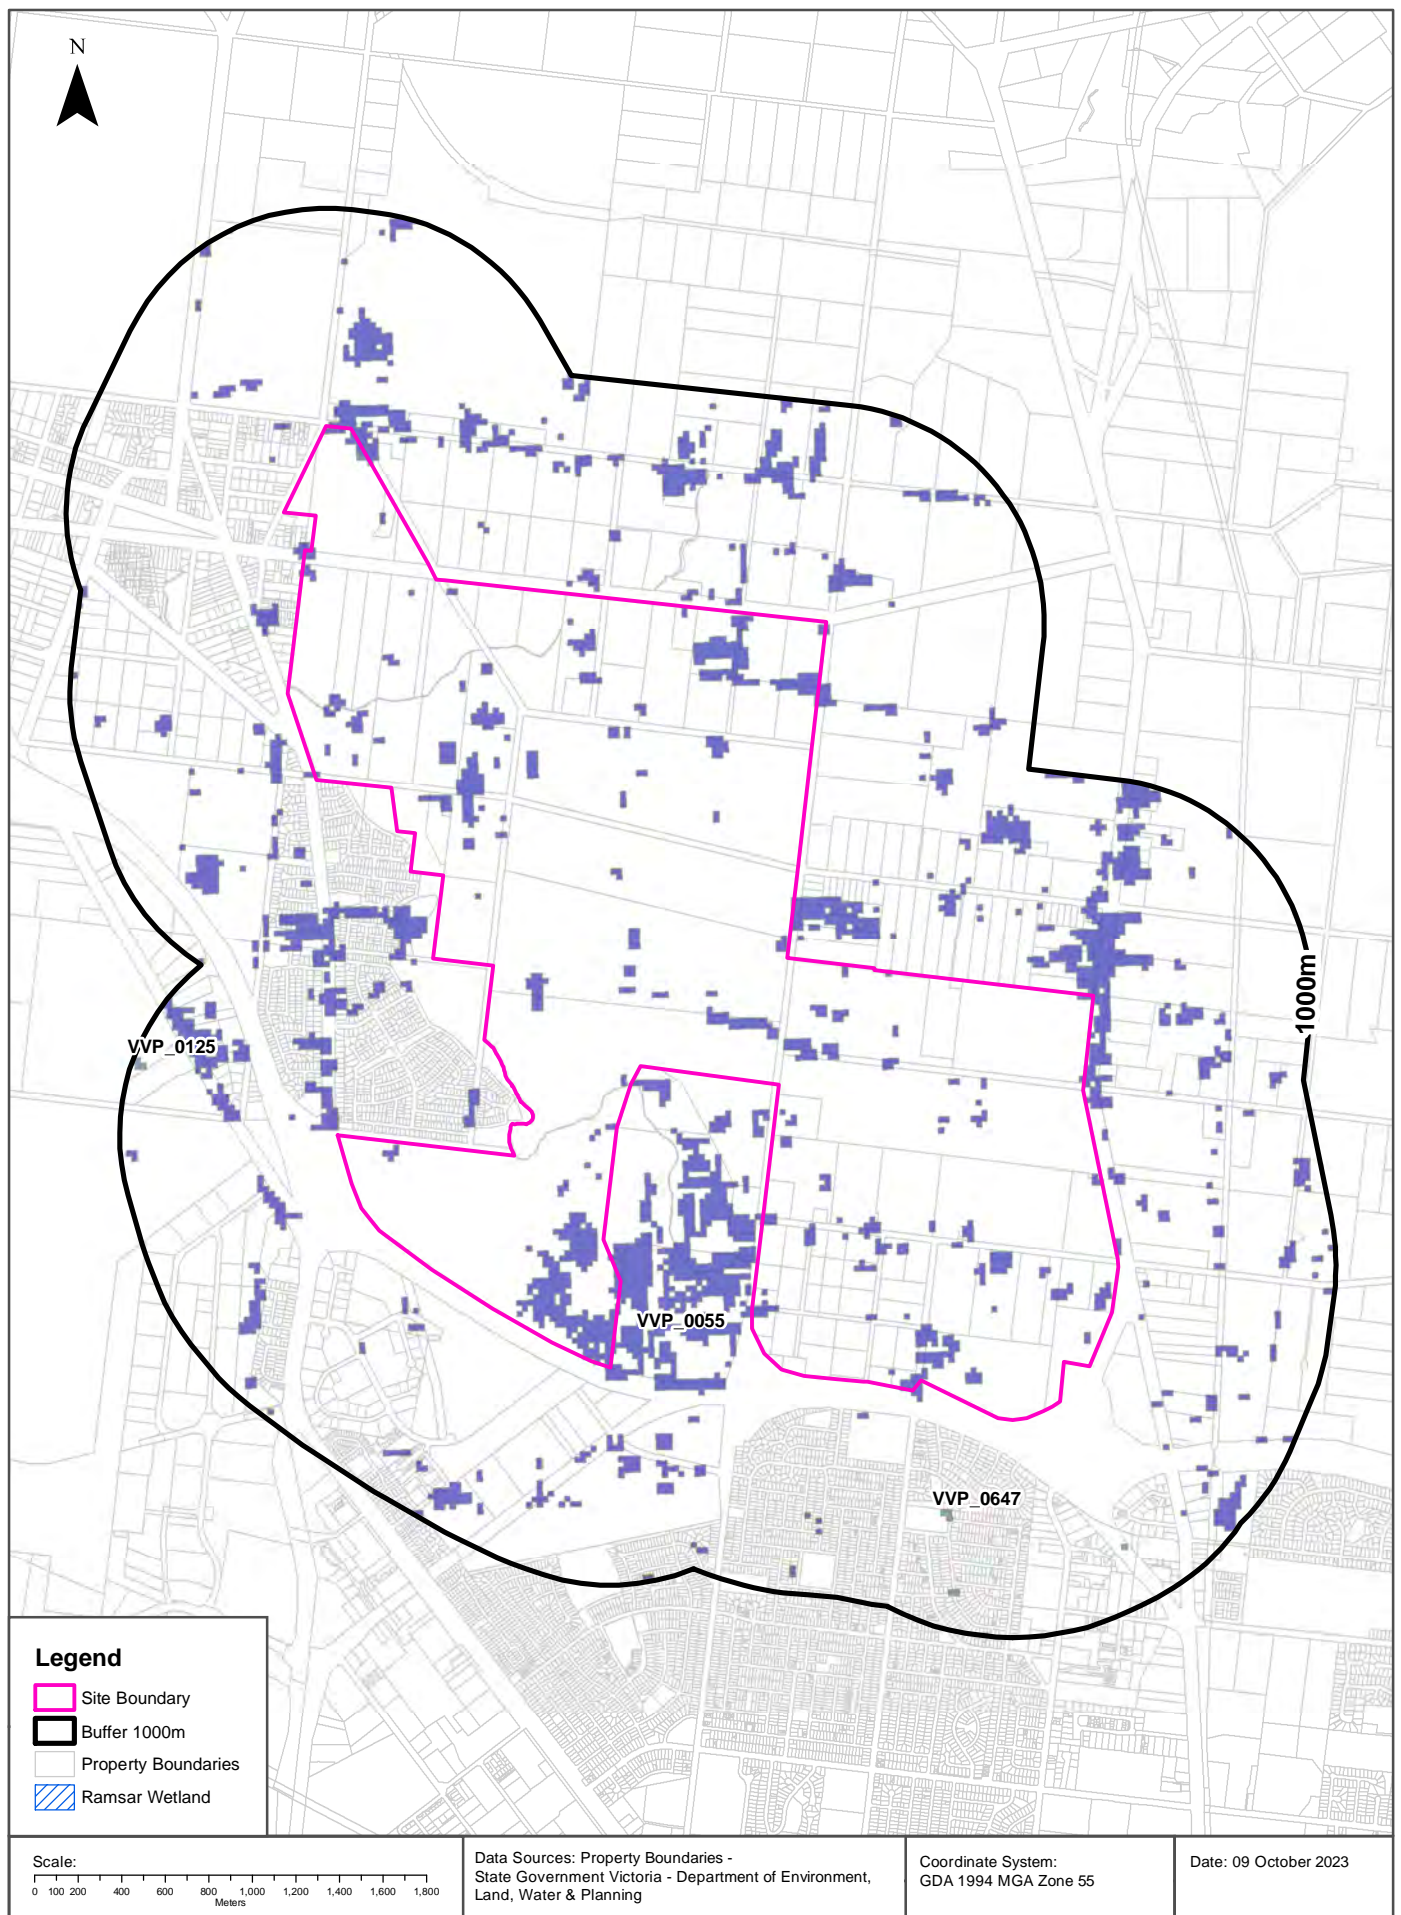 N
1000m
VVP_0125
VVP_0055
VVP_0647
Legend
Site Boundary
Buffer 1000m
Property Boundaries
Ramsar Wetland
Scale:
0 100 200 400 600 800 1,000 1,200 1,400 1,600 1,800
Meters
Data Sources: Property Boundaries -
State Government Victoria - Department of Environment,
Land, Water & Planning
Coordinate System:
GDA 1994 MGA Zone 55
Date: 09 October 2023